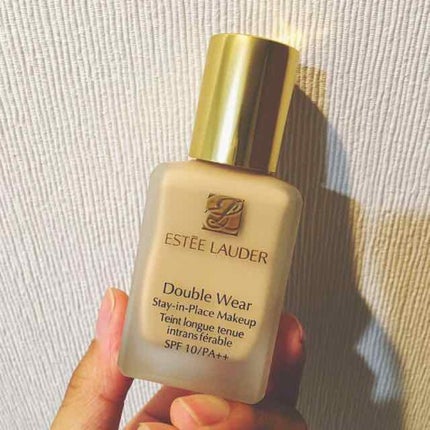 ESTĒE LAUDER
Double Wear
Stay-in-Place Makeup
Teint longue tenue
intransférable
SPF 10/PA++